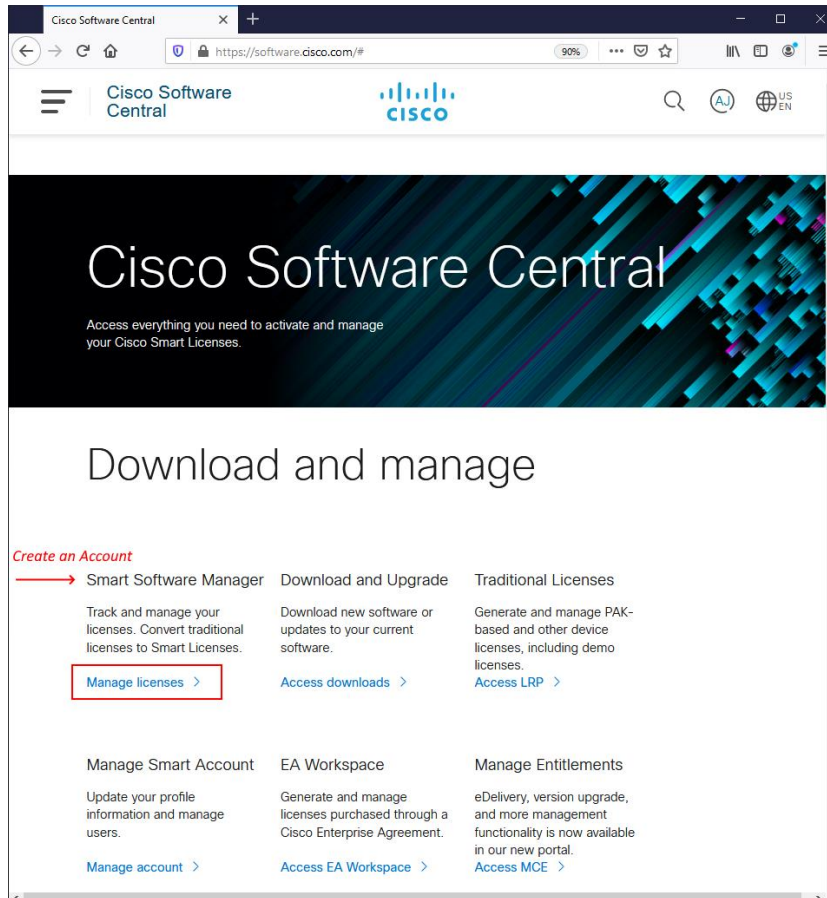 Cisco Software Central
https://software.cisco.com/#
90%
Cisco Software
Central
CISCO
AJ
US
EN
Cisco Software Central
Access everything you need to activate and manage
your Cisco Smart Licenses.
Download and manage
Create an Account
Smart Software Manager
Track and manage your
licenses. Convert traditional
licenses to Smart Licenses.
Manage licenses
Download and Upgrade
Download new software or
updates to your current
software.
Access downloads
Traditional Licenses
Generate and manage PAK-
based and other device
licenses, including demo
licenses.
Access LRP
Manage Smart Account
Update your profile
information and manage
users.
Manage account
EA Workspace
Generate and manage
licenses purchased through a
Cisco Enterprise Agreement.
Access EA Workspace
Manage Entitlements
eDelivery, version upgrade,
and more management
functionality is now available
in our new portal.
Access MCE